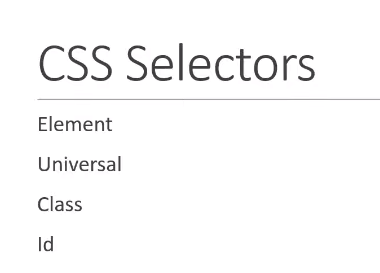 CSS Selectors
Element
Universal
Class
Id